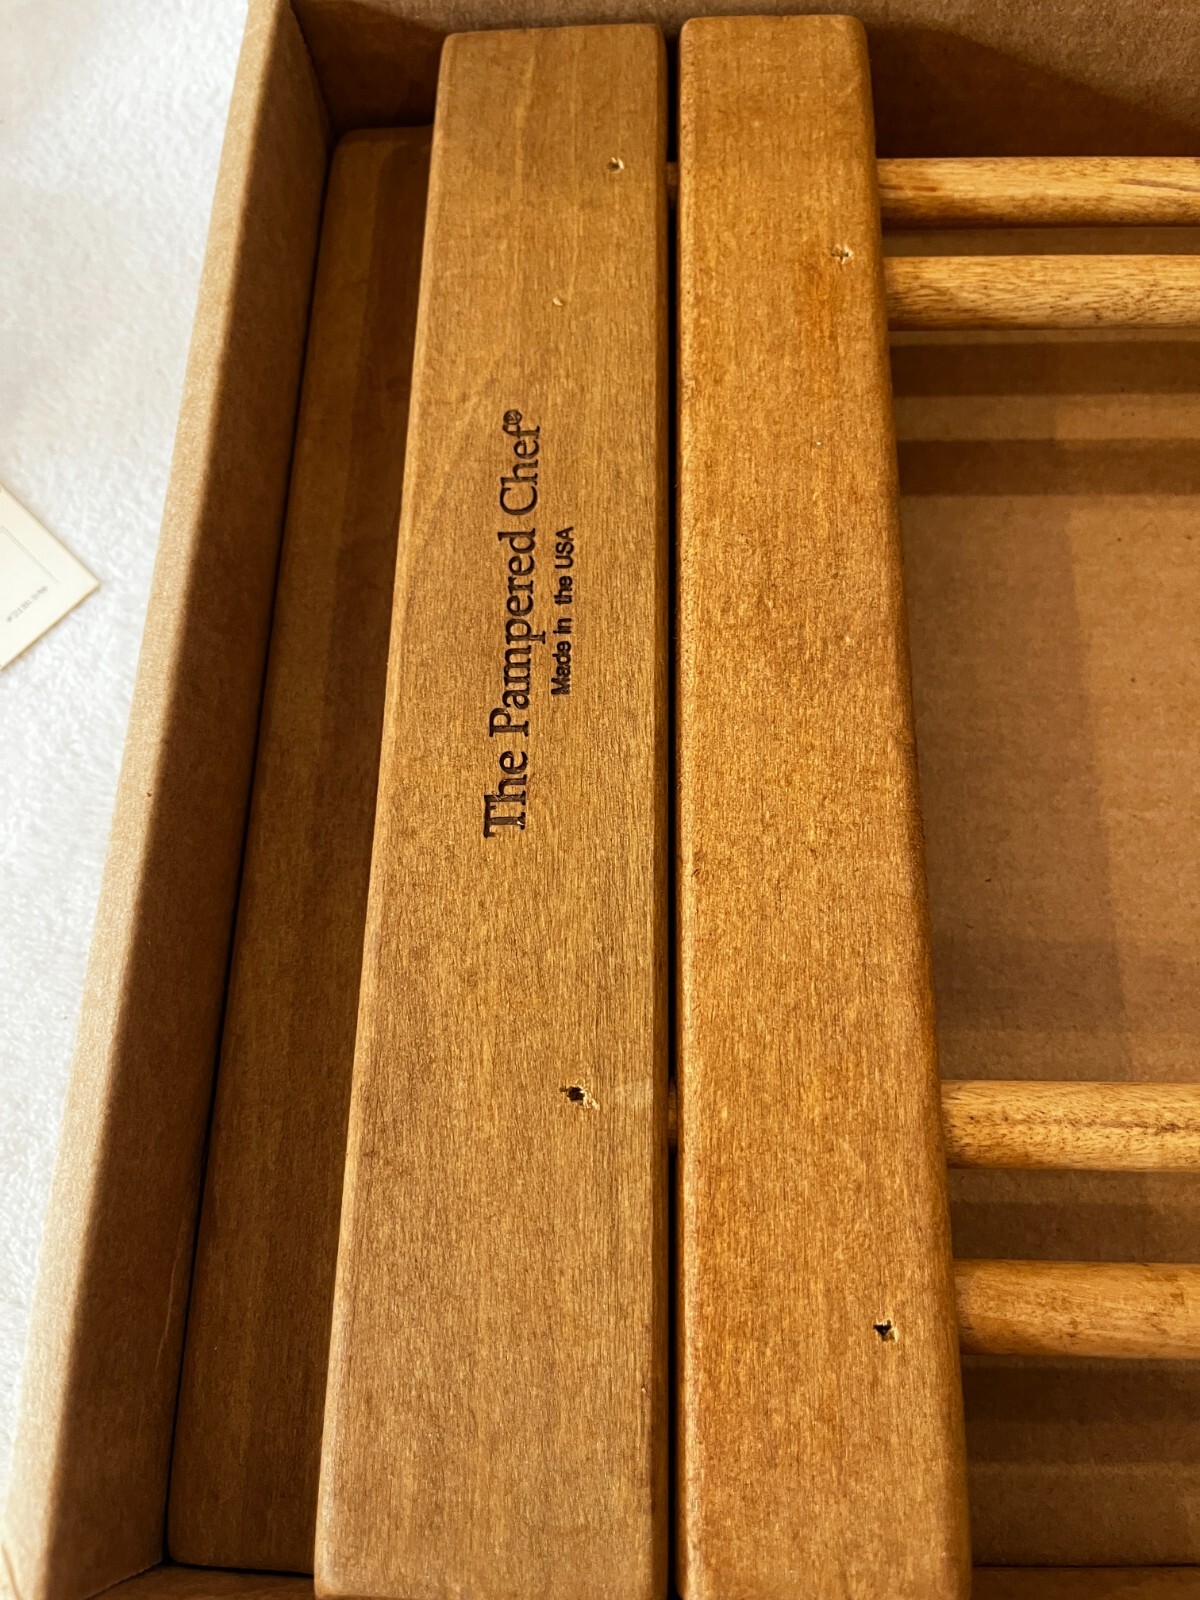 The Pampered Chef®
Made in the USA